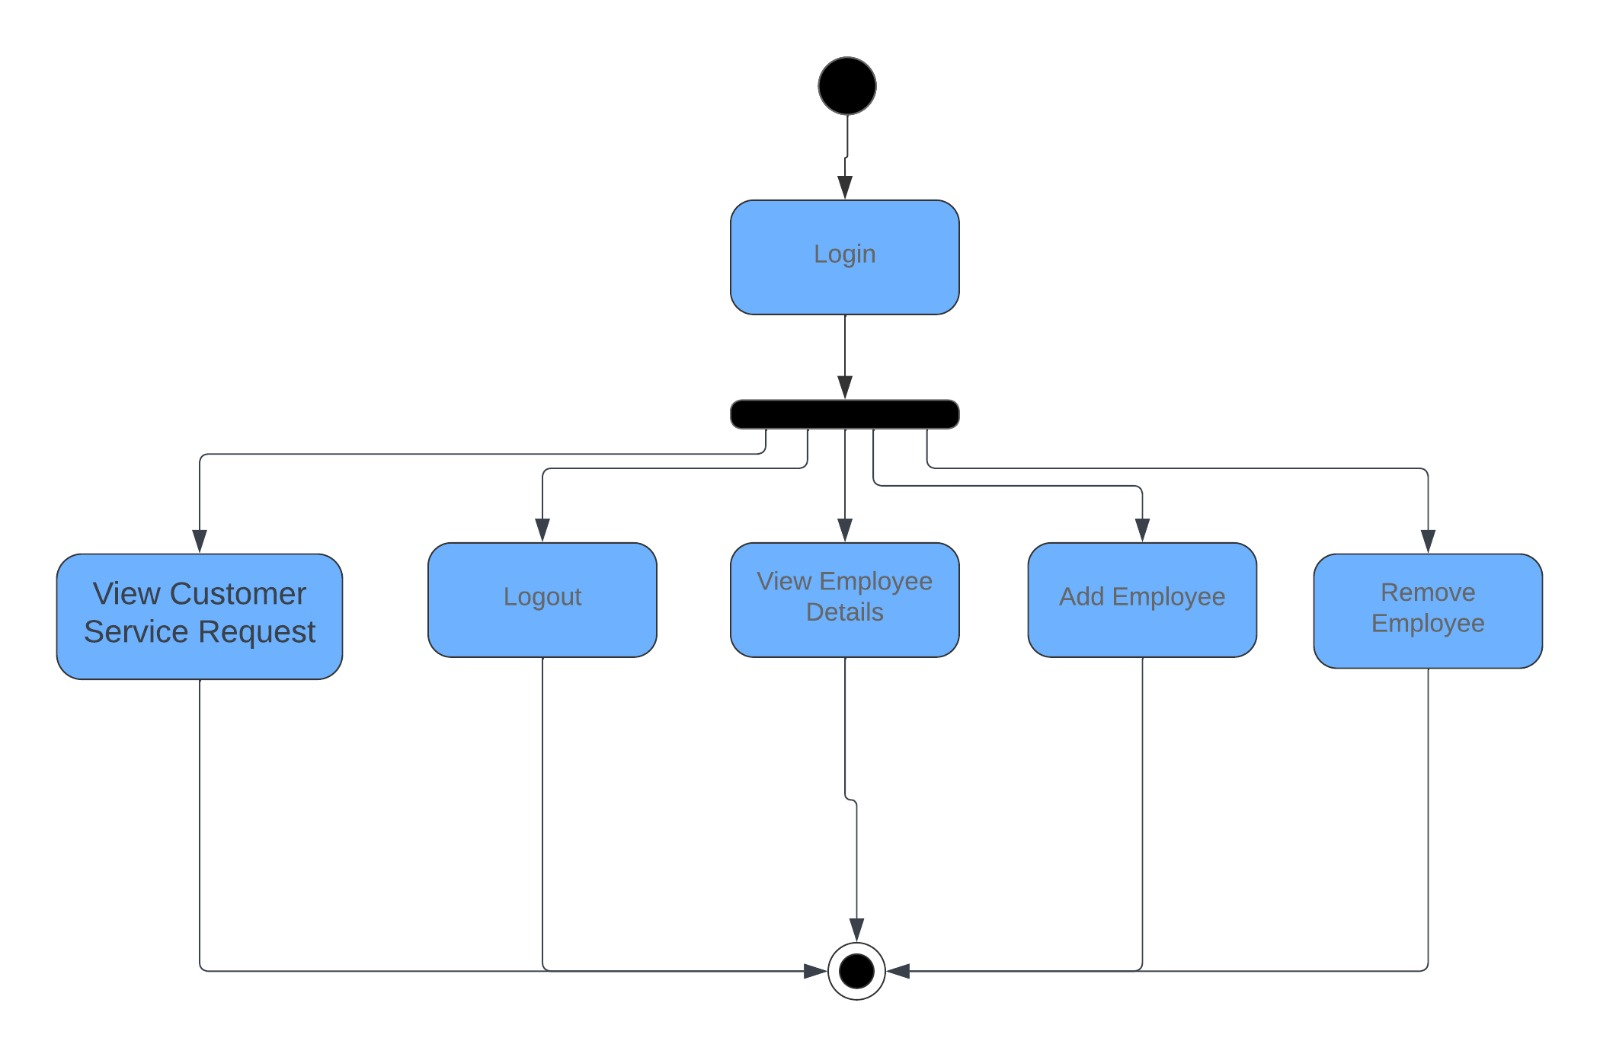 Login
View Customer
Service Request
Logout
View Employee
Details
Add Employee
Remove
Employee